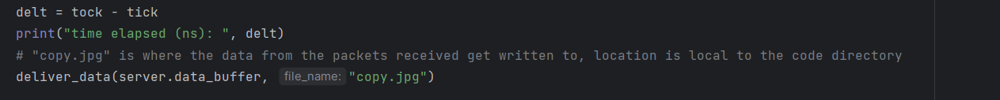 delt = tock - tick
print("time elapsed (ns): ", delt)
# "copy.jpg" is where the data from the packets received get written to, location is local to the code directory
deliver_data(server.data_buffer, file_name: "copy.jpg")